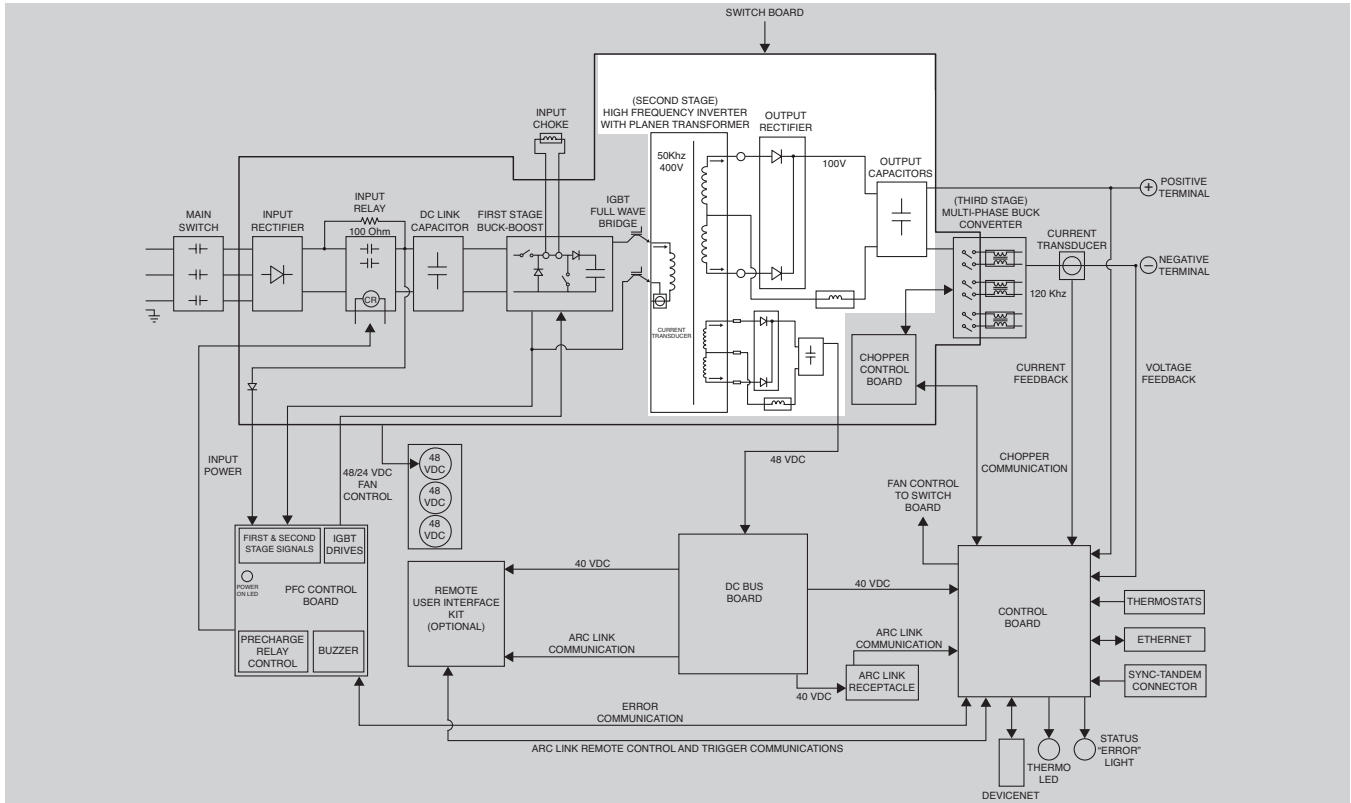 SWITCH BOARD
(SECOND STAGE)
HIGH FREQUENCY INVERTER
WITH PLANER TRANSFORMER
OUTPUT
RECTIFIER
INPUT
CHOKE
50Khz
400V
100V
OUTPUT
CAPACITORS
POSITIVE
TERMINAL
(THIRD STAGE)
MULTI-PHASE BUCK
CONVERTER
MAIN
SWITCH
INPUT
RECTIFIER
INPUT
RELAY
100 Ohm
CR
DC LINK
CAPACITOR
FIRST STAGE
BUCK-BOOST
IGBT
FULL WAVE
BRIDGE
CURRENT
TRANSDUCER
CURRENT
TRANSDUCER
NEGATIVE
TERMINAL
120 Khz
CHOPPER
CONTROL
BOARD
CURRENT
FEEDBACK
VOLTAGE
FEEDBACK
INPUT
POWER
48/24 VDC
FAN
CONTROL
48
VDC
48
VDC
48
VDC
48 VDC
CHOPPER
COMMUNICATION
FAN CONTROL
TO SWITCH
BOARD
FIRST & SECOND
STAGE SIGNALS
IGBT
DRIVES
POWER
ON LED
PFC CONTROL
BOARD
PRECHARGE
RELAY
CONTROL
BUZZER
REMOTE
USER INTERFACE
KIT
(OPTIONAL)
40 VDC
ARC LINK
COMMUNICATION
DC BUS
BOARD
40 VDC
ARC LINK
COMMUNICATION
40 VDC
ARC LINK
RECEPTACLE
CONTROL
BOARD
THERMOSTATS
ETHERNET
SYNC-TANDEM
CONNECTOR
ERROR
COMMUNICATION
ARC LINK REMOTE CONTROL AND TRIGGER COMMUNICATIONS
DEVICENET
THERMO
LED
STATUS
"ERROR"
LIGHT